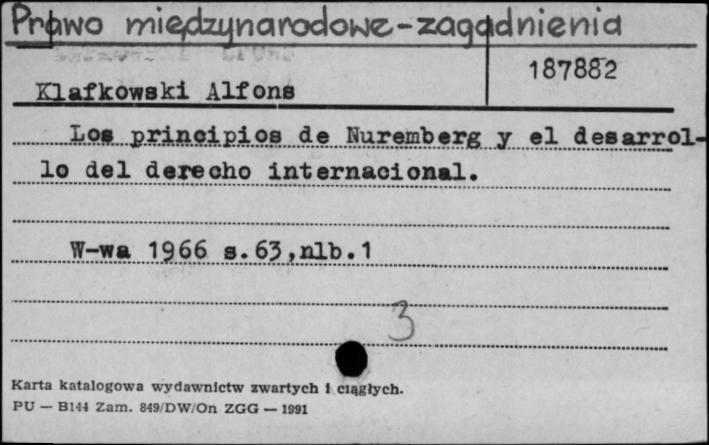 Prawo międzynarodowe-zagadnienia
187882
Klafkowski Alfons
Los principios de Nuremberg y el desarrol-
lo del derecho internacional.
W-wa 1966 s.63,nlb.1
3
Karta katalogowa wydawnictw zwartych i ciągłych.
PU — B144 Zam. 849/DW/On ZGG — 1991